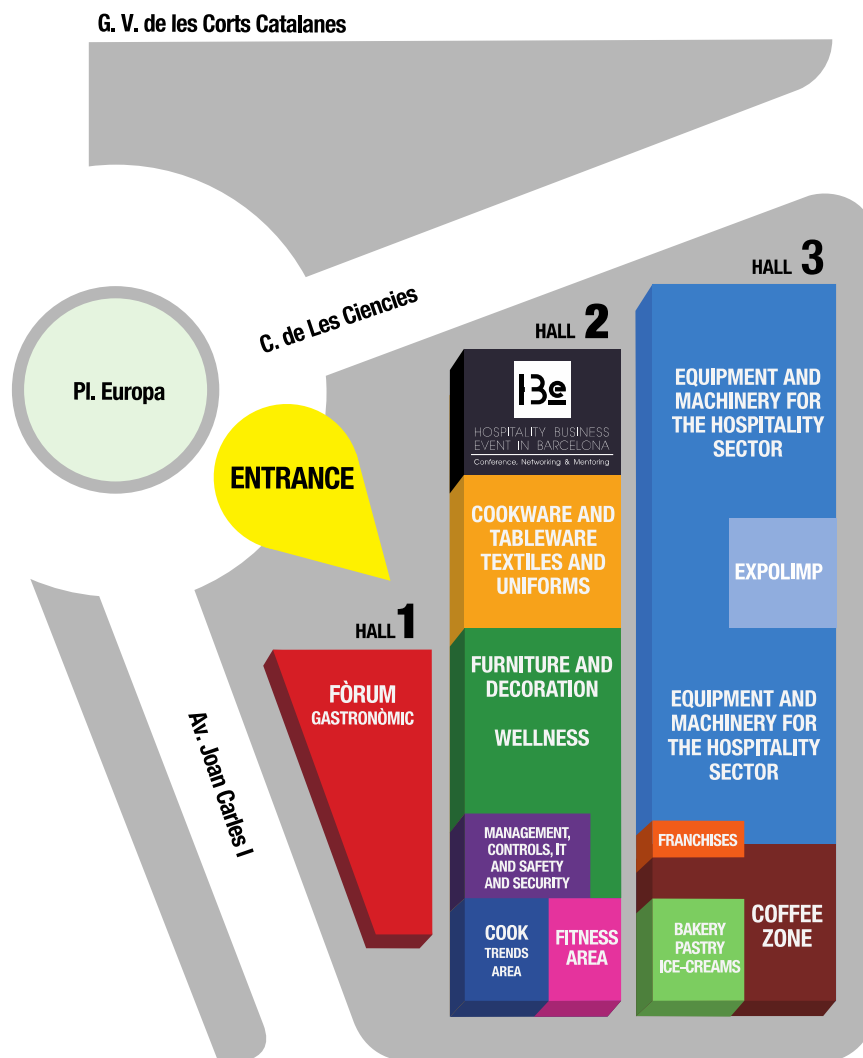 G. V. de les Corts Catalanes
C. de Les Ciencies
Pl. Europa
ENTRANCE
Av. Joan Carles I
HALL 1
FÒRUM
GASTRONÒMIC
HALL 2
HBe
HOSPITALITY BUSINESS
EVENT IN BARCELONA
Conference, Networking & Mentoring
COOKWARE AND
TABLEWARE
TEXTILES AND
UNIFORMS
FURNITURE AND
DECORATION
WELLNESS
MANAGEMENT,
CONTROLS, IT
AND SAFETY
AND SECURITY
COOK
TRENDS
AREA
FITNESS
AREA
HALL 3
EQUIPMENT AND
MACHINERY FOR
THE HOSPITALITY
SECTOR
EXPOLIMP
EQUIPMENT AND
MACHINERY FOR
THE HOSPITALITY
SECTOR
FRANCHISES
COFFEE
ZONE
BAKERY
PASTRY
ICE-CREAMS